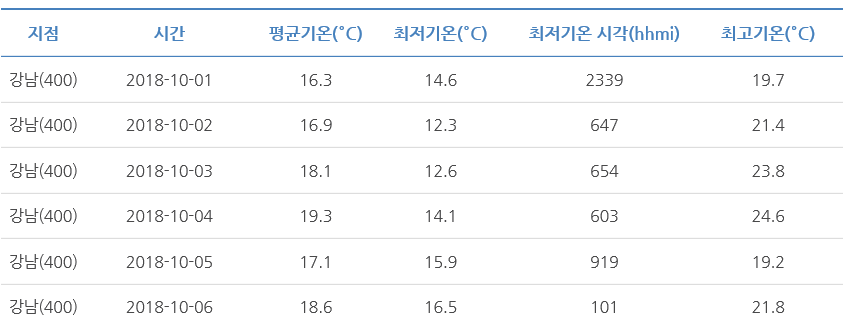 지점 시간 평균기온(°C) 최저기온(°C) 최저기온 시각(hhmi) 최고기온(°C)
강남(400) 2018-10-01 16.3 14.6 2339 19.7
강남(400) 2018-10-02 16.9 12.3 647 21.4
강남(400) 2018-10-03 18.1 12.6 654 23.8
강남(400) 2018-10-04 19.3 14.1 603 24.6
강남(400) 2018-10-05 17.1 15.9 919 19.2
강남(400) 2018-10-06 18.6 16.5 101 21.8